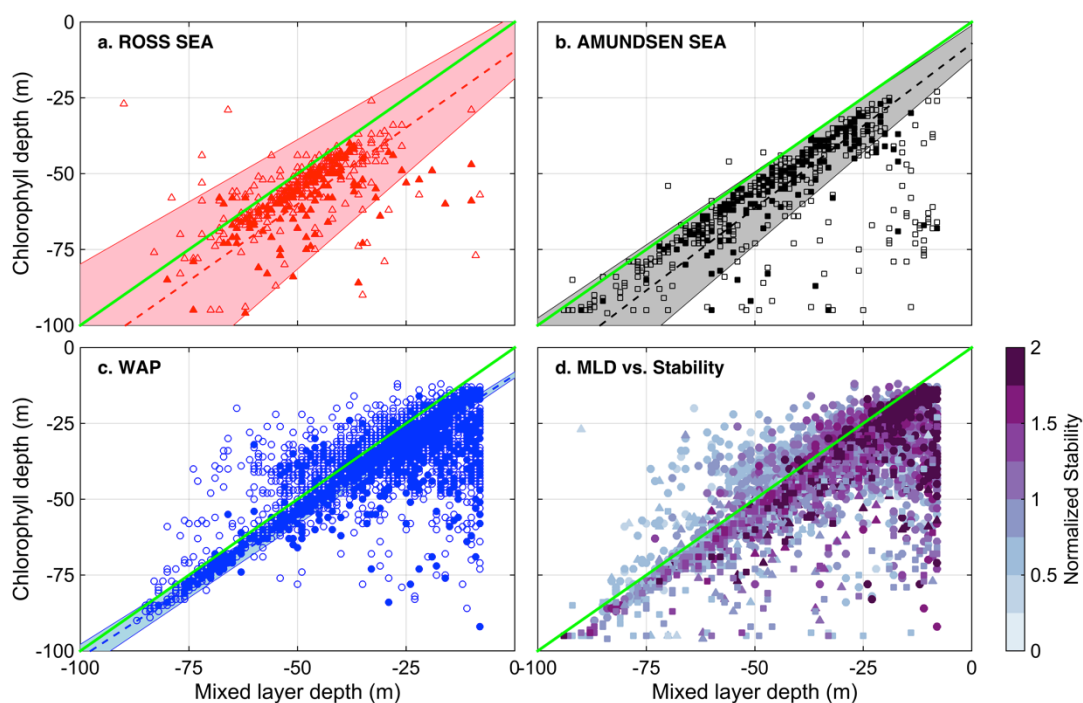 a. ROSS SEA
b. AMUNDSEN SEA
0
-25
-50
-75
-100
Chlorophyll depth (m)
c. WAP
d. MLD vs. Stability
0
-25
-50
-75
-100
Chlorophyll depth (m)
-100
-75
-50
-25
0
Mixed layer depth (m)
-100
-75
-50
-25
0
Mixed layer depth (m)
2
1.5
1
0.5
0
Normalized Stability